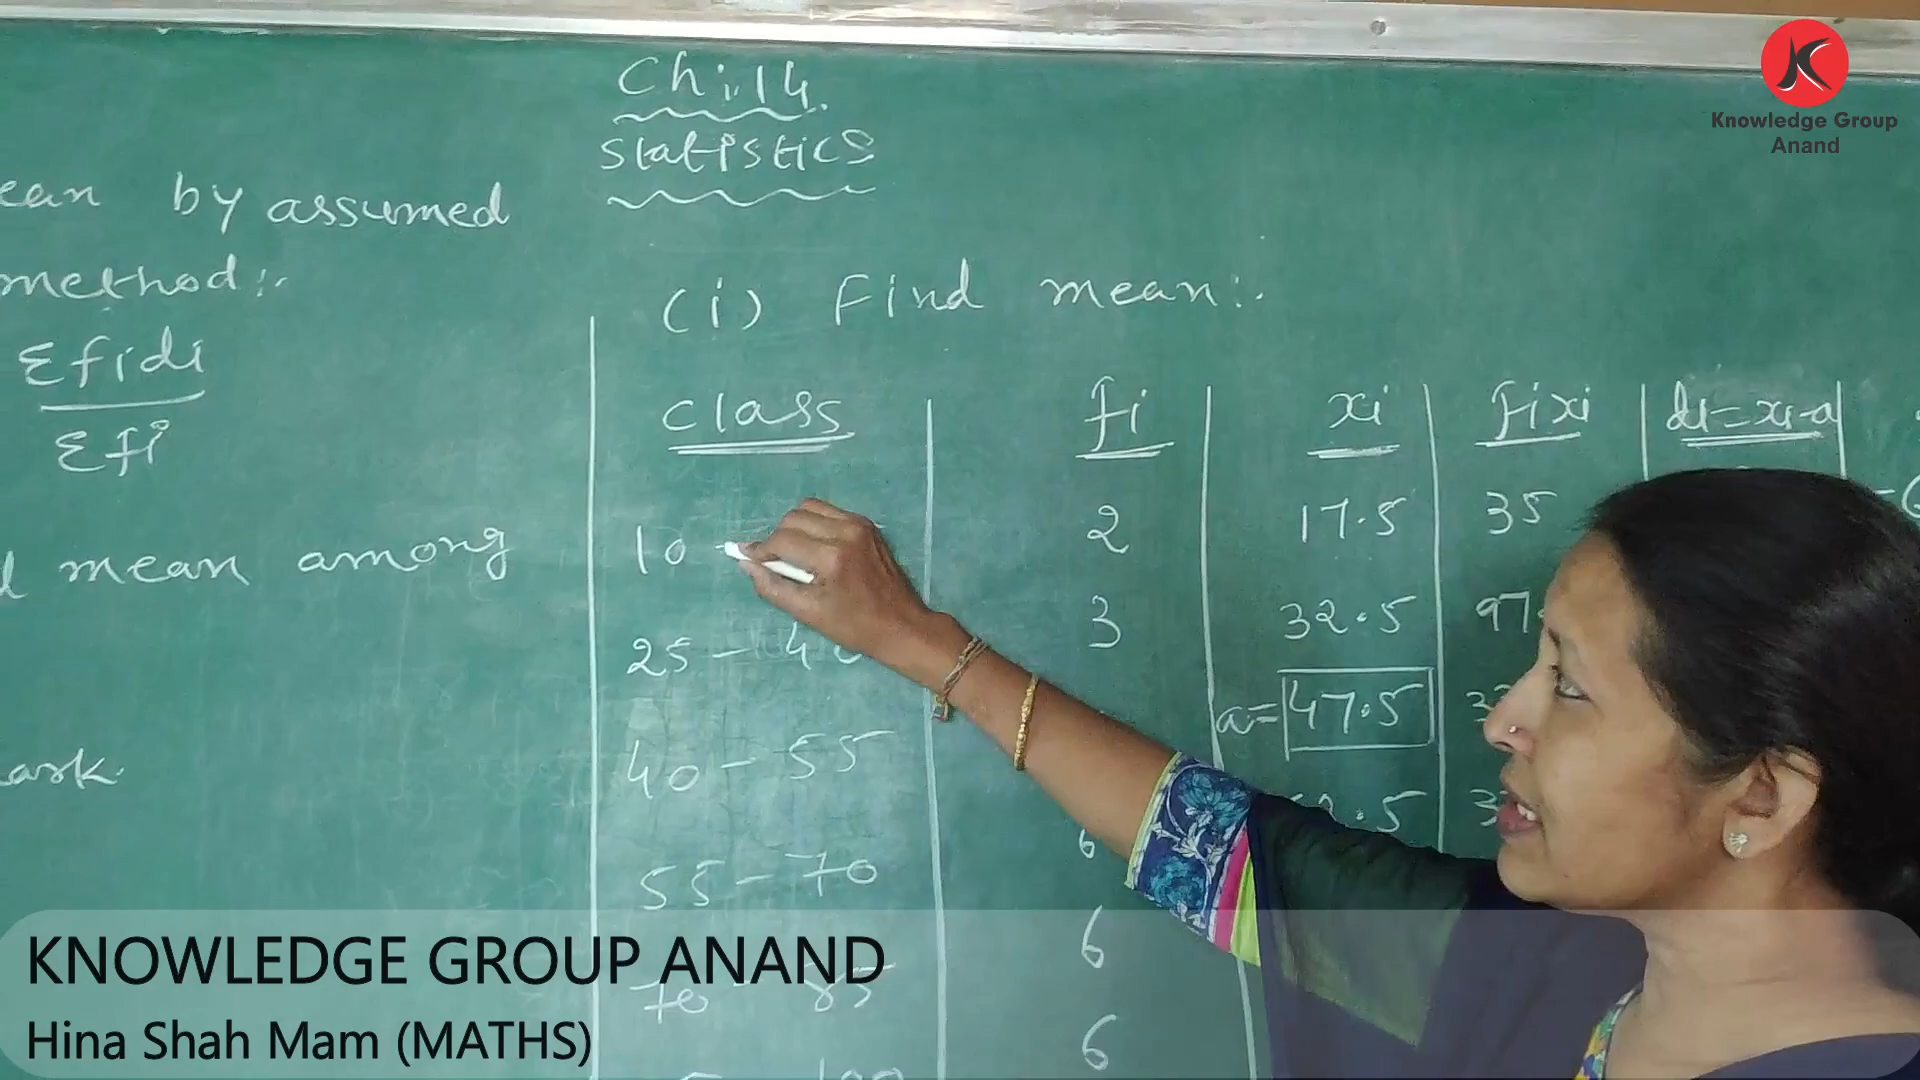 Ch:14.
Statistics
by assumed
method:-
Σfidi
Σfi
mean among
(i) Find mean:-
class fi xi fixi di=xi-a
10 - 2 17.5 35
25 - 3 32.5
40 - 55 a= 47.5
55 - 70 6
70 - 85 6
6
Knowledge Group
Anand
KNOWLEDGE GROUP ANAND
Hina Shah Mam (MATHS)